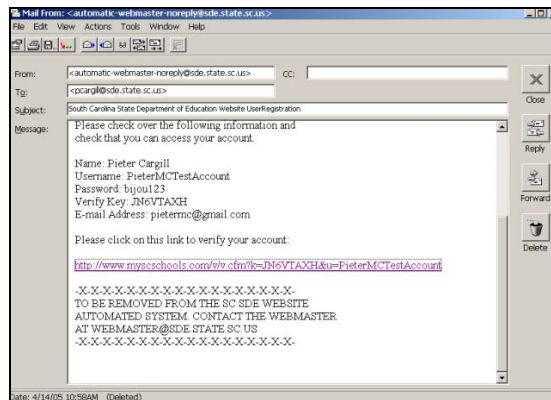 Mail From: <automatic-webmaster-noreply@sde.state.sc.us>
File Edit View Actions Tools Window Help
From: <automatic-webmaster-noreply@sde.state.sc.us> CC:
To: <pcargill@sde.state.sc.us>
Subject: South Carolina State Department of Education Website UserRegistration
Message:
Please check over the following information and
check that you can access your account.
Name: Pieter Cargill
Username: PieterMCTestAccount
Password: bijou123
Verify Key: JN6VTAXH
E-mail Address: pietermc@gmail.com
Please click on this link to verify your account:
http://www.myscschools.com/v/v.cfm?k=JN6VTAXH&u=PieterMCTestAccount
-X-X-X-X-X-X-X-X-X-X-X-X-X-X-X-X-X-X-
TO BE REMOVED FROM THE SC SDE WEBSITE
AUTOMATED SYSTEM. CONTACT THE WEBMASTER
AT WEBMASTER@SDE.STATE.SC.US
-X-X-X-X-X-X-X-X-X-X-X-X-X-X-X-X-X-X-
Close
Reply
Forward
Delete
Date: 4/14/05 10:58AM (Deleted)